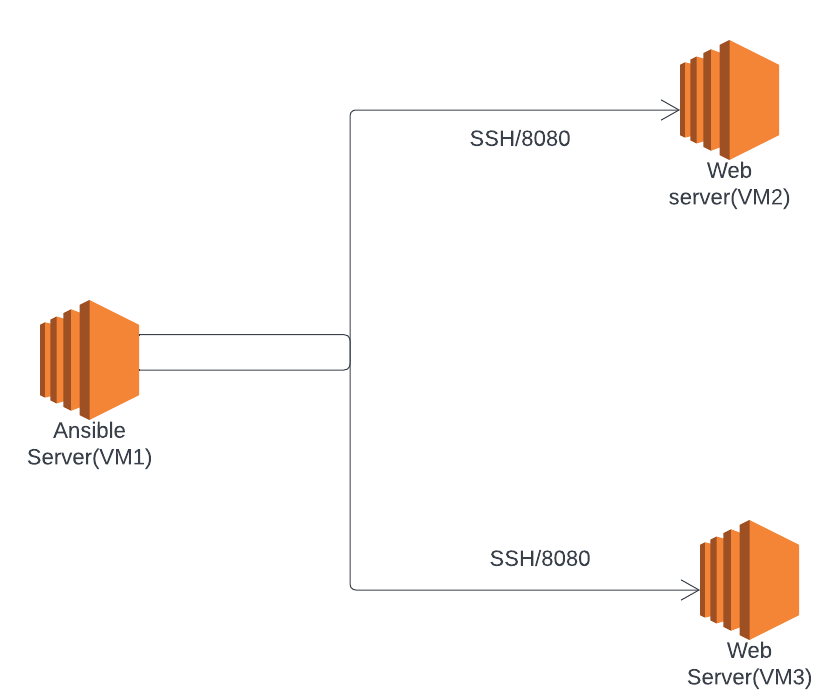 SSH/8080
Web
server(VM2)
Ansible
Server(VM1)
SSH/8080
Web
Server(VM3)